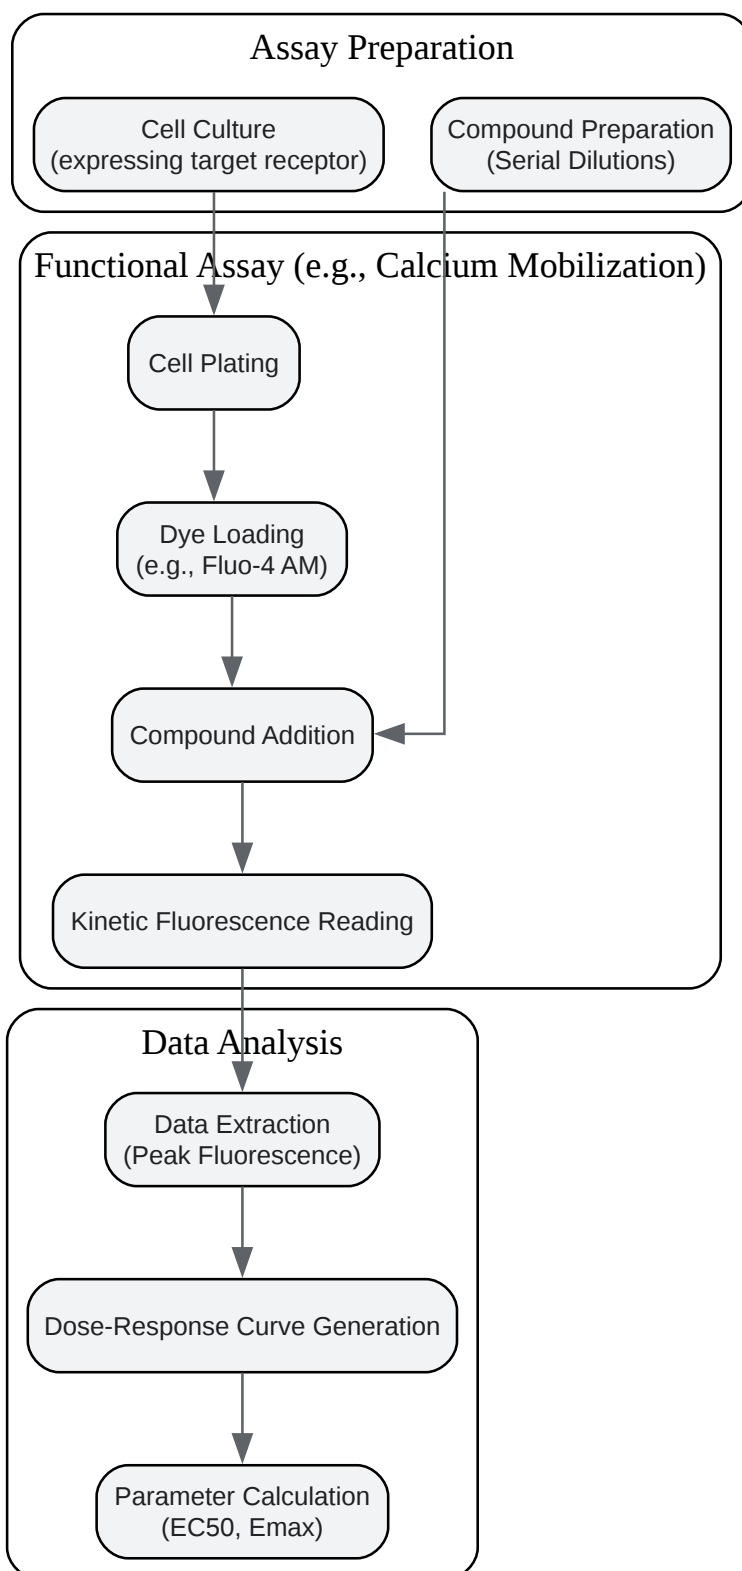 Assay Preparation
Cell Culture
(expressing target receptor)
Compound Preparation
(Serial Dilutions)
Functional Assay (e.g., Calcium Mobilization)
Cell Plating
Dye Loading
(e.g., Fluo-4 AM)
Compound Addition
Kinetic Fluorescence Reading
Data Analysis
Data Extraction
(Peak Fluorescence)
Dose-Response Curve Generation
Parameter Calculation
(EC50, Emax)